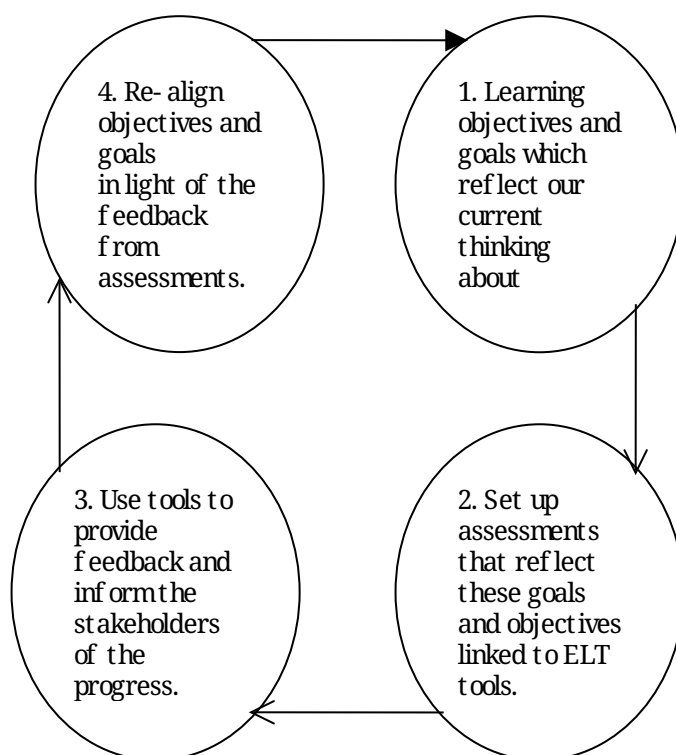 4. Re- align
objectives and
goals
in light of the
feedback
from
assessments.
1. Learning
objectives and
goals which
reflect our
current
thinking
about
3. Use tools to
provide
feedback and
inform the
stakeholders
of the
progress.
2. Set up
assessments
that reflect
these goals
and objectives
linked to ELT
tools.